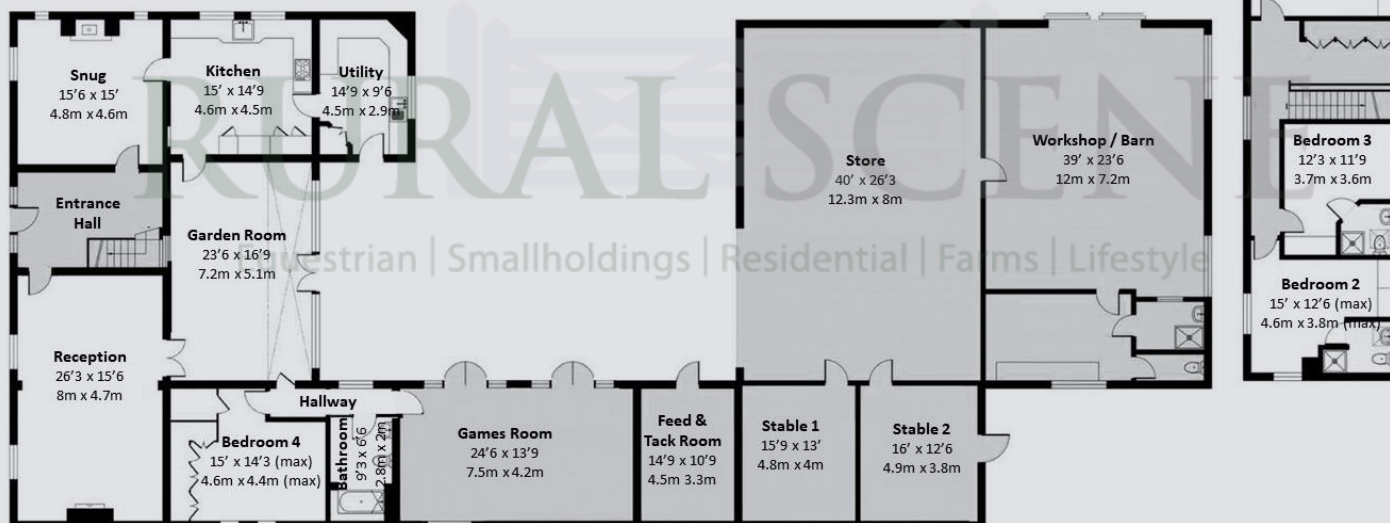 RURAL SCENE
Equestrian | Smallholdings | Residential | Farms | Lifestyle
Snug
15'6 x 15'
4.8m x 4.6m
Kitchen
15' x 14'9
4.6m x 4.5m
Utility
14'9 x 9'6
4.5m x 2.9m
Entrance
Hall
Garden Room
23'6 x 16'9
7.2m x 5.1m
Reception
26'3 x 15'6
8m x 4.7m
Hallway
Bedroom 4
15' x 14'3 (max)
4.6m x 4.4m (max)
Bathroom
9'3 x 6'6
2.8m x 2m
Games Room
24'6 x 13'9
7.5m x 4.2m
Feed &
Tack Room
14'9 x 10'9
4.5m 3.3m
Store
40' x 26'3
12.3m x 8m
Workshop / Barn
39' x 23'6
12m x 7.2m
Stable 1
15'9 x 13'
4.8m x 4m
Stable 2
16' x 12'6
4.9m x 3.8m
Bedroom 3
12'3 x 11'9
3.7m x 3.6m
Bedroom 2
15' x 12'6 (max)
4.6m x 3.8m (max)